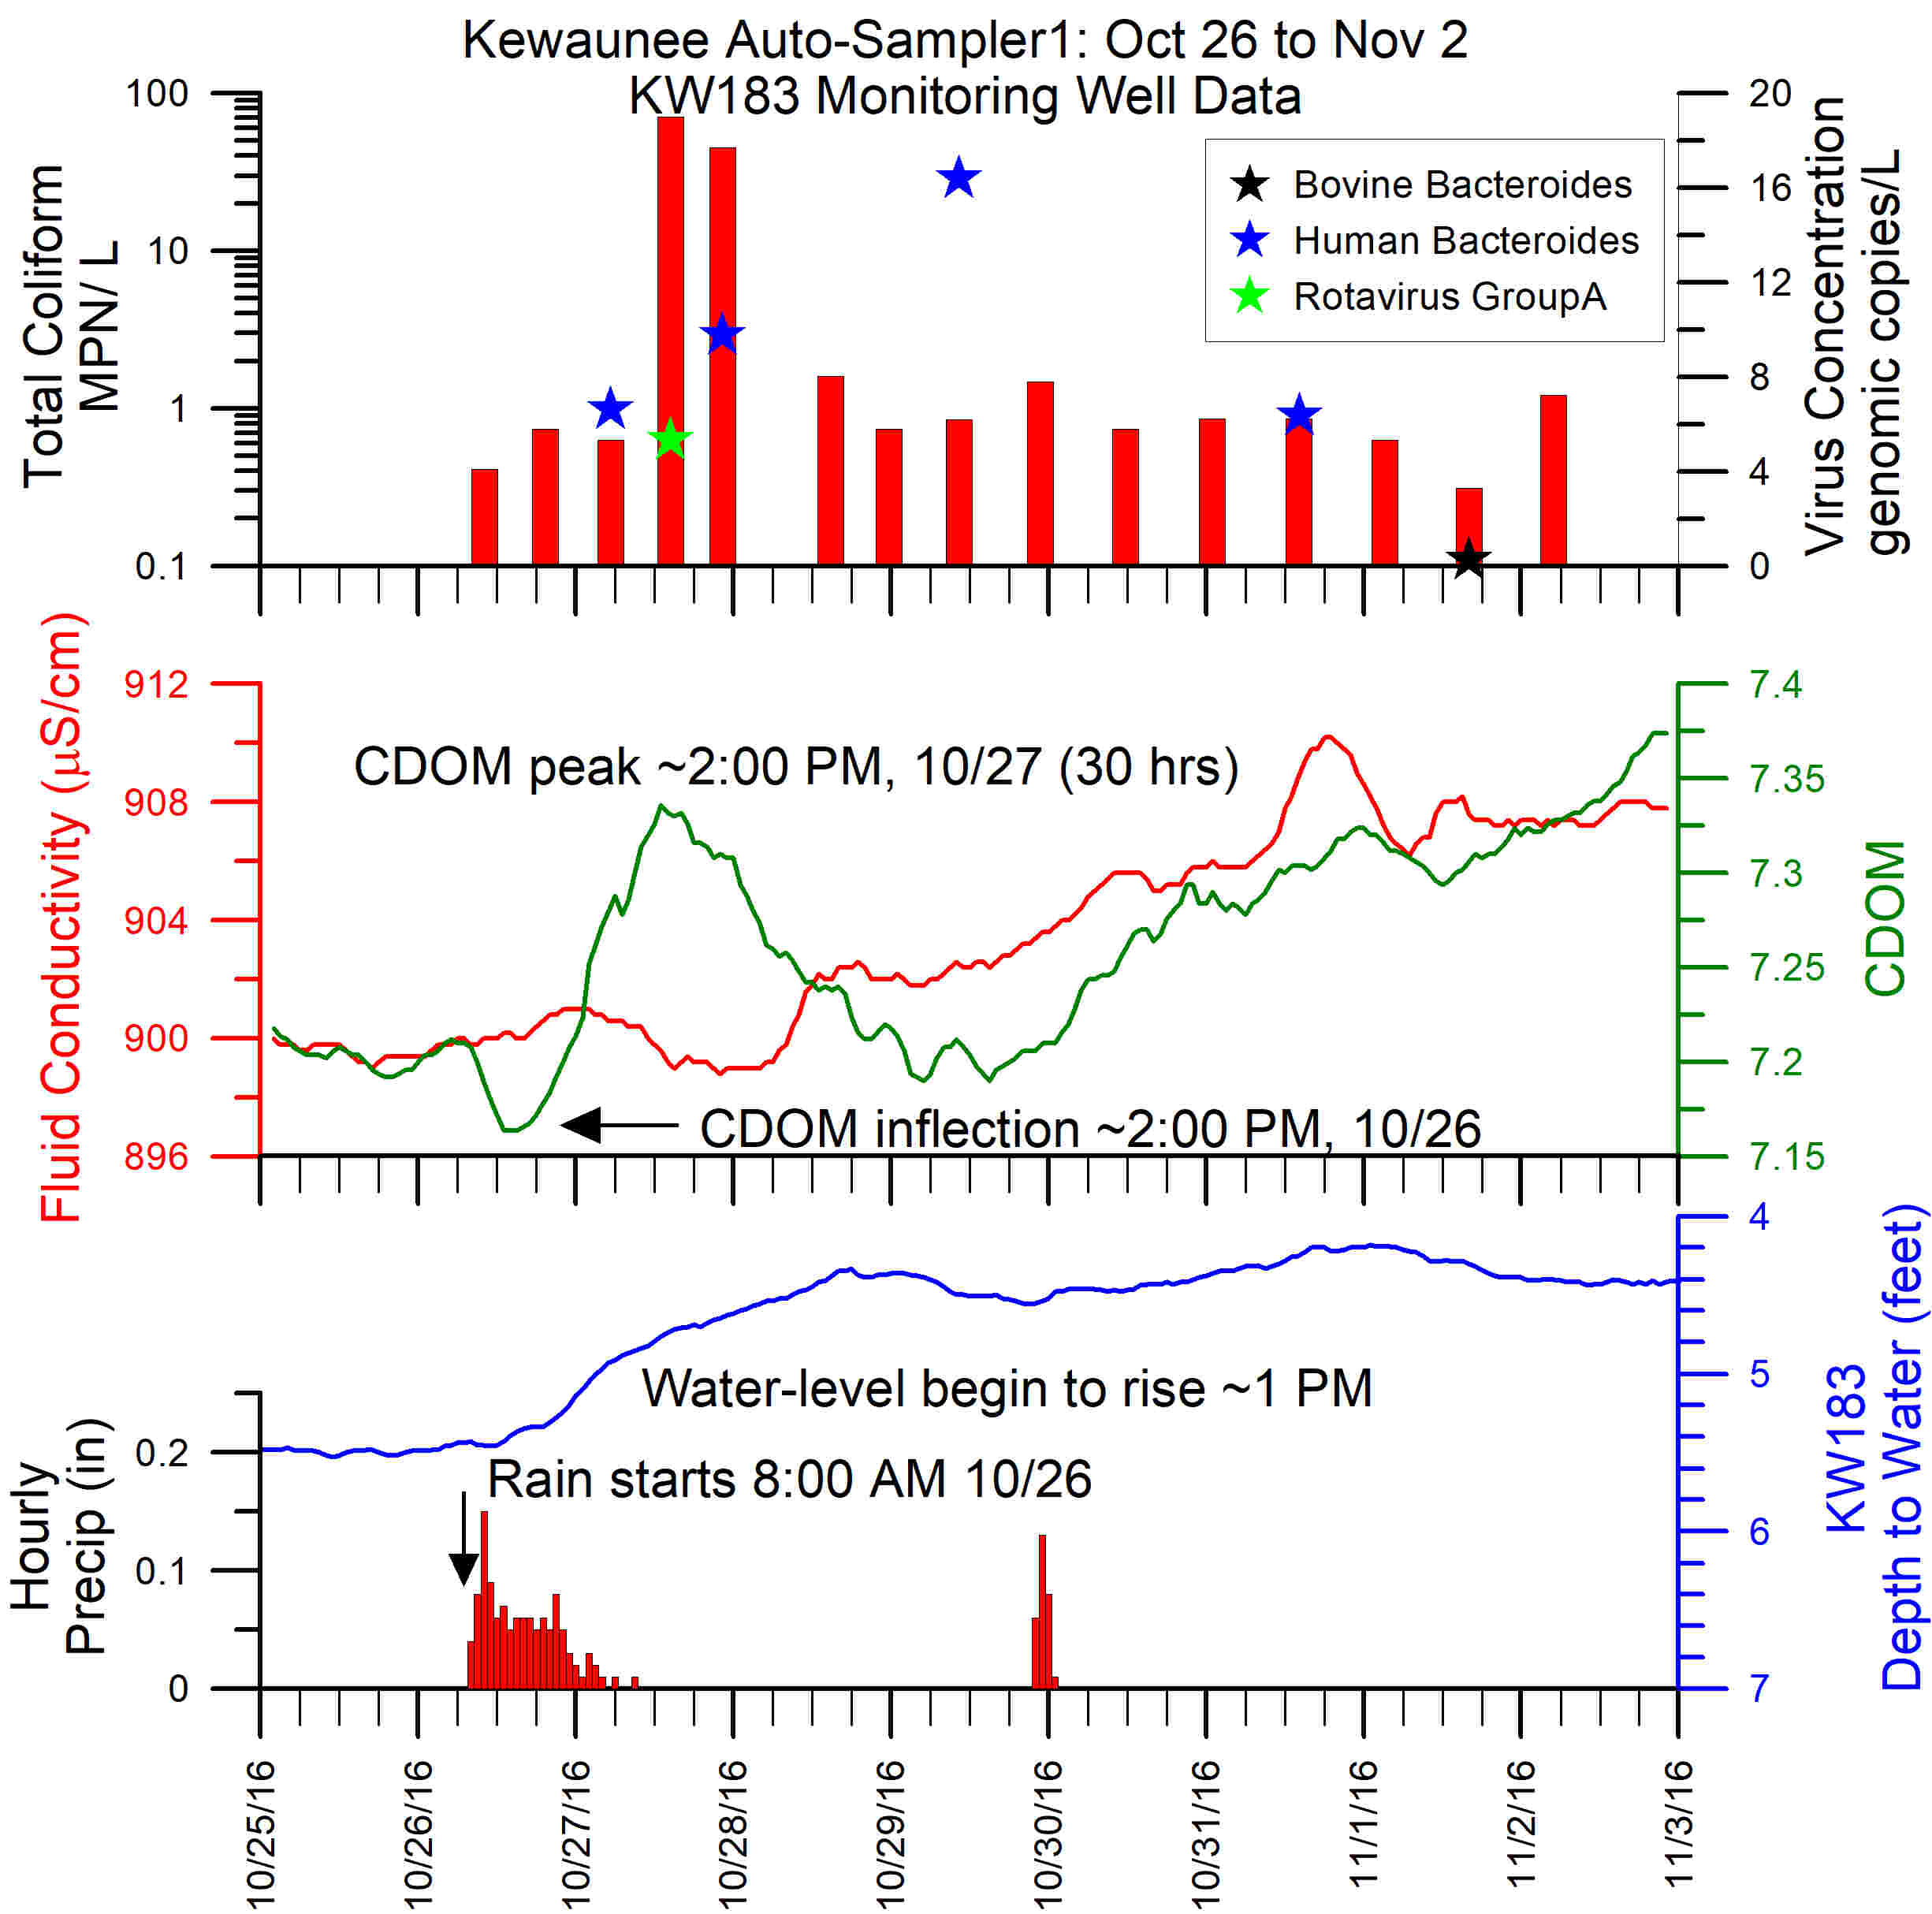 Kewaunee Auto-Sampler1: Oct 26 to Nov 2
KW183 Monitoring Well Data
Total Coliform
MPN/ L
100
10
1
0.1
Bovine Bacteroides
Human Bacteroides
Rotavirus GroupA
20
16
12
8
4
0
Virus Concentration
genomic copies/L
Fluid Conductivity (μS/cm)
912
908
904
900
896
CDOM peak ~2:00 PM, 10/27 (30 hrs)
CDOM inflection ~2:00 PM, 10/26
7.4
7.35
7.3
7.25
7.2
7.15
CDOM
Hourly
Precip (in)
0.2
0.1
0
Water-level begin to rise ~1 PM
Rain starts 8:00 AM 10/26
4
5
6
7
KW183
Depth to Water (feet)
10/25/16
10/26/16
10/27/16
10/28/16
10/29/16
10/30/16
10/31/16
11/1/16
11/2/16
11/3/16